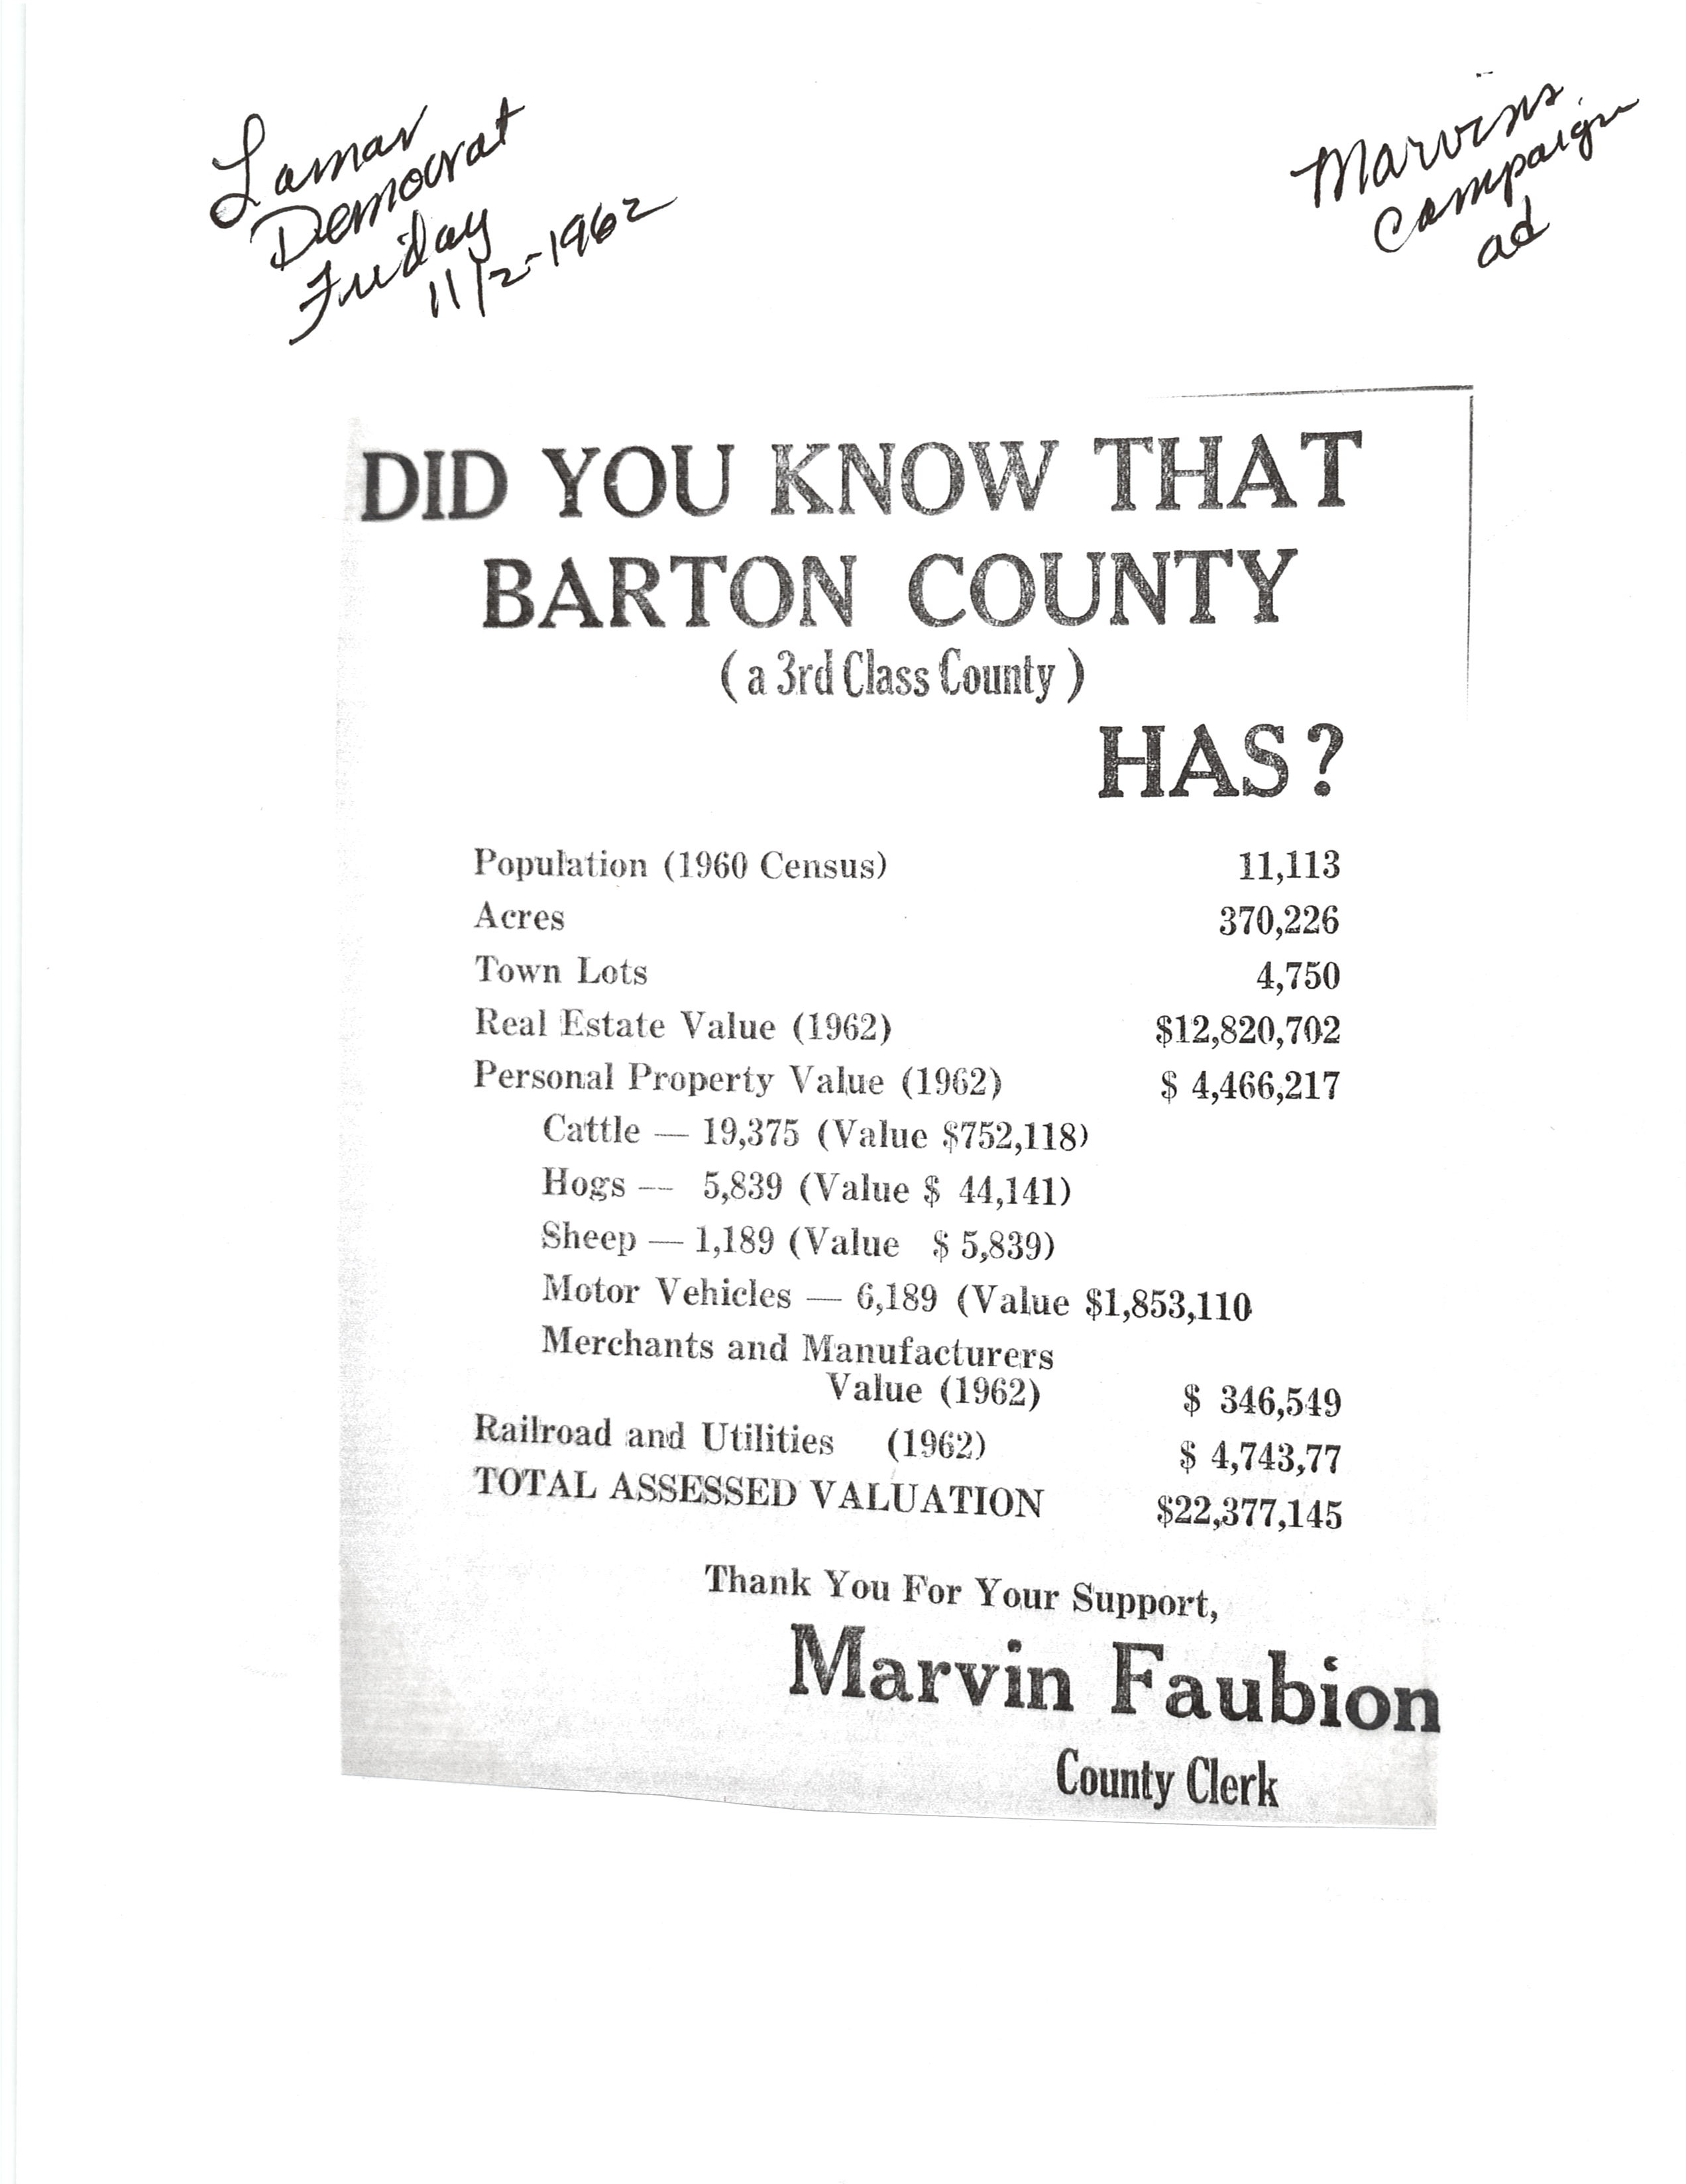 Lamar
Democrat
Friday
11/2-1962
Marvins
Campaign
ad
DID YOU KNOW THAT
BARTON COUNTY
(a 3rd Class County)
HAS?
Population (1960 Census) 11,113
Acres 370,226
Town Lots 4,750
Real Estate Value (1962) $12,820,702
Personal Property Value (1962) $ 4,466,217
Cattle — 19,375 (Value $752,118)
Hogs — 5,839 (Value $ 44,141)
Sheep — 1,189 (Value $ 5,839)
Motor Vehicles — 6,189 (Value $1,853,110
Merchants and Manufacturers
Value (1962) $ 346,549
Railroad and Utilities (1962) $ 4,743,77
TOTAL ASSESSED VALUATION $22,377,145
Thank You For Your Support,
Marvin Faubion
County Clerk